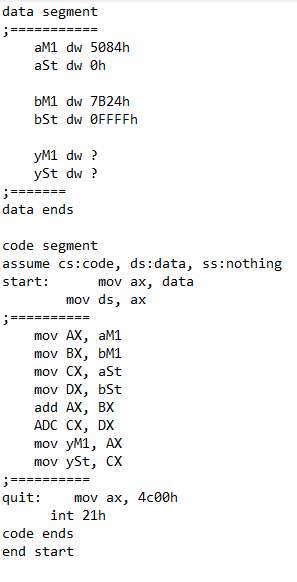 data segment
;===========
aM1 dw 5084h
aSt dw 0h
bM1 dw 7B24h
bSt dw 0FFFFh
yM1 dw ?
ySt dw ?
;=======
data ends
code segment
assume cs:code, ds:data, ss:nothing
start: mov ax, data
mov ds, ax
;==========
mov AX, aM1
mov BX, bM1
mov CX, aSt
mov DX, bSt
add AX, BX
ADC CX, DX
mov yM1, AX
mov ySt, CX
;==========
quit: mov ax, 4c00h
int 21h
code ends
end start